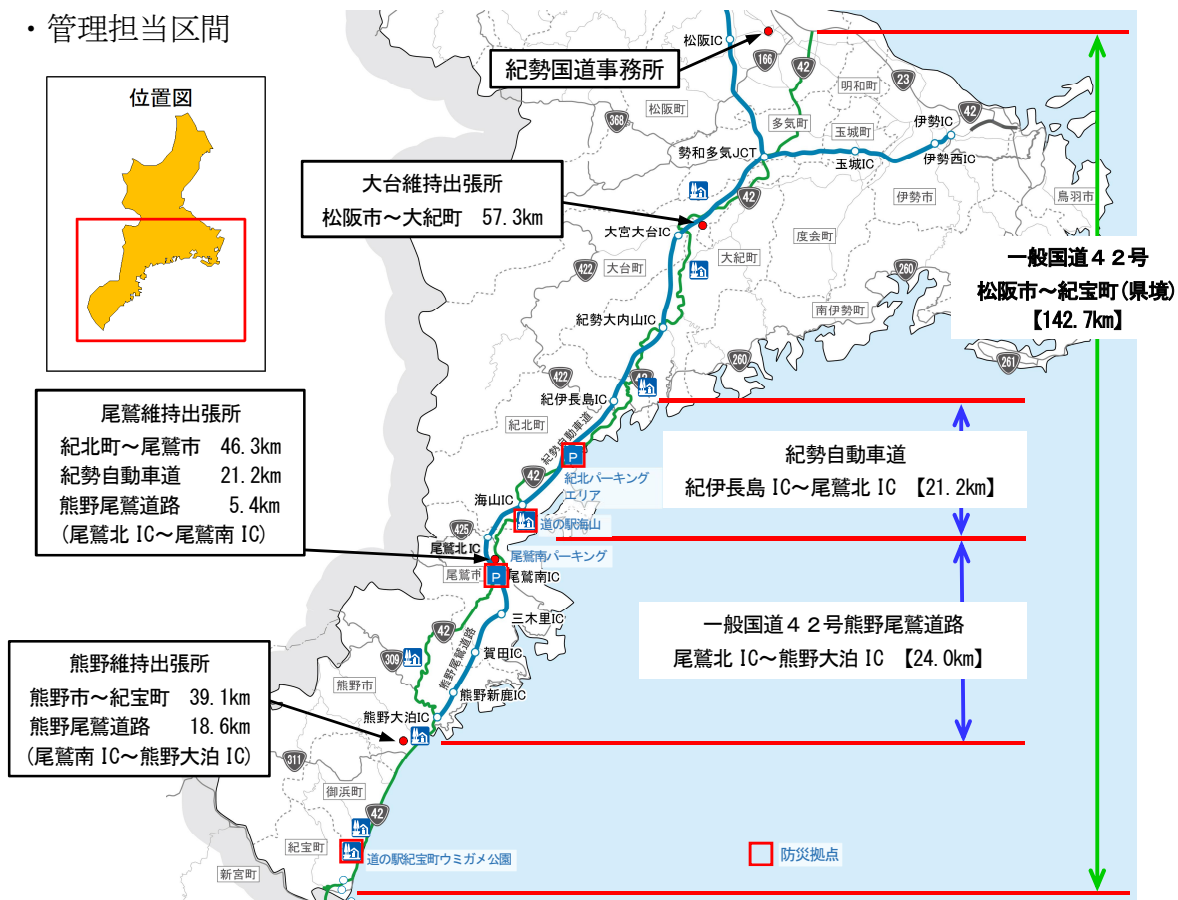 ・管理担当区間
位置図
紀勢国道事務所
松阪IC
166
42
23
明和町
松阪町
368
多気町
玉城町
伊勢IC
42
勢和多気JCT
玉城IC
伊勢西IC
大台維持出張所
松阪市～大紀町 57.3km
42
伊勢市
鳥羽市
大宮大台IC
度会町
422
大台町
大紀町
260
一般国道４２号
松阪市～紀宝町(県境)
【142.7km】
南伊勢町
紀勢大内山IC
260
261
422
42
紀伊長島IC
尾鷲維持出張所
紀北町～尾鷲市 46.3km
紀勢自動車道 21.2km
熊野尾鷲道路 5.4km
(尾鷲北 IC～尾鷲南 IC)
紀北町
紀勢自動車道
P
紀勢自動車道
紀伊長島 IC～尾鷲北 IC 【21.2km】
42
紀北パーキング
エリア
海山IC
道の駅海山
425
尾鷲北IC
尾鷲南パーキング
尾鷲市
P
尾鷲南IC
三木里IC
一般国道４２号熊野尾鷲道路
尾鷲北 IC～熊野大泊 IC 【24.0km】
42
熊野尾鷲道路
309
賀田IC
熊野維持出張所
熊野市～紀宝町 39.1km
熊野尾鷲道路 18.6km
(尾鷲南 IC～熊野大泊 IC)
熊野市
熊野新鹿IC
熊野大泊IC
311
御浜町
42
紀宝町
道の駅紀宝町ウミガメ公園
防災拠点
新宮町